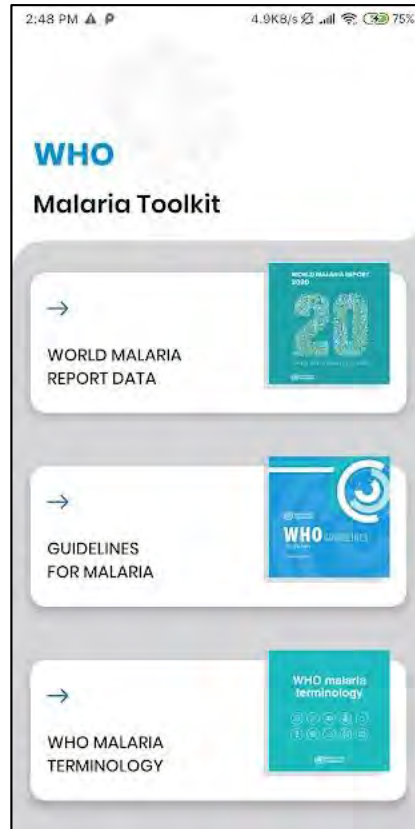 2:48 PM
4.9KB/s 75%
WHO
Malaria Toolkit
WORLD MALARIA REPORT
2020
20
WORLD MALARIA
REPORT DATA
WHO GUIDELINES
GUIDELINES
FOR MALARIA
WHO malaria
terminology
WHO MALARIA
TERMINOLOGY